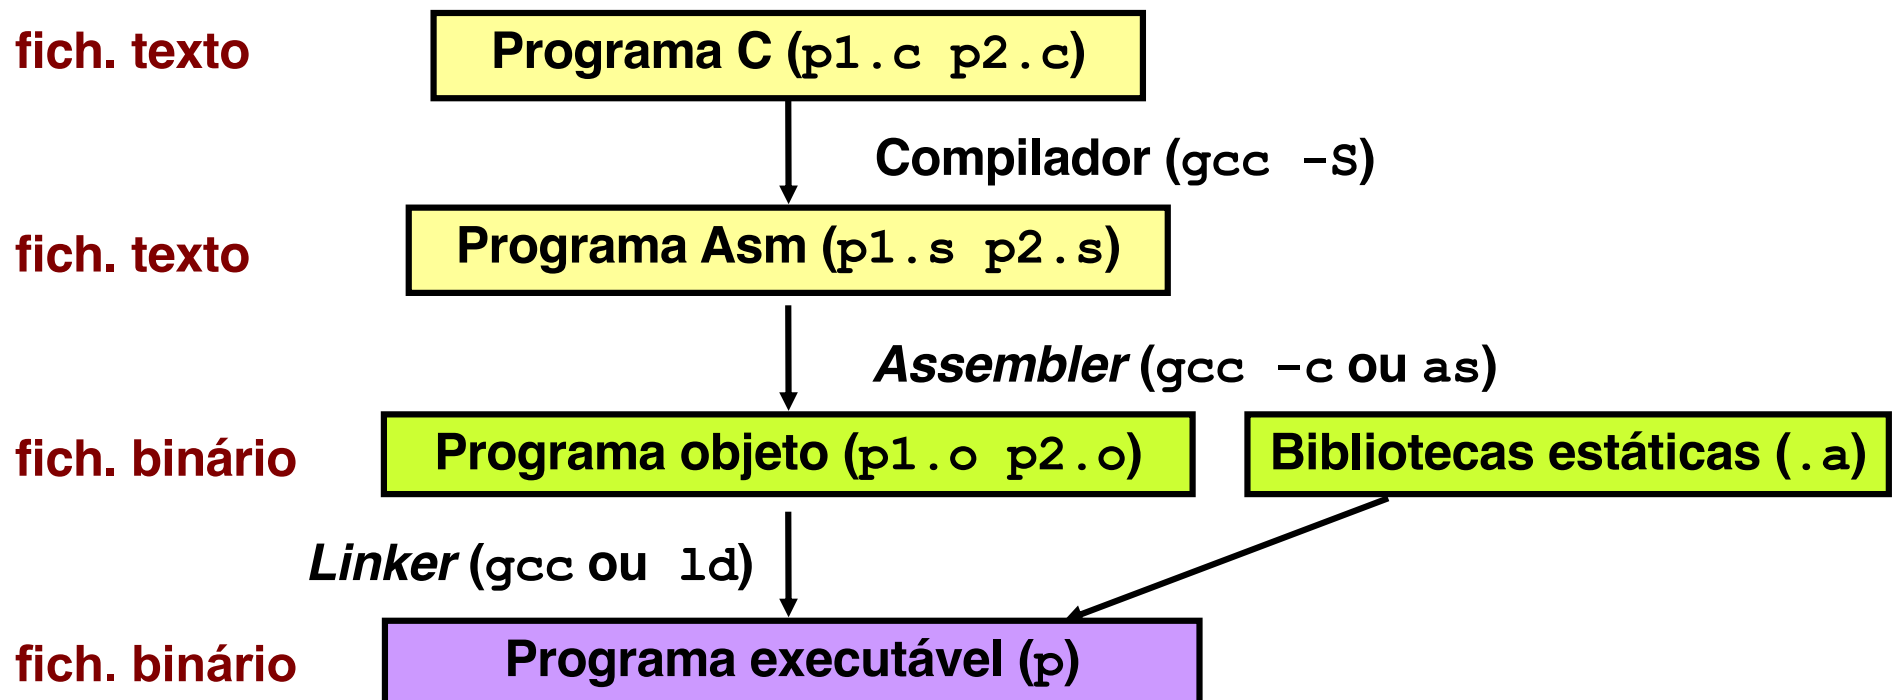 fich. texto Programa C (p1.c p2.c)
Compilador (gcc -S)
fich. texto Programa Asm (p1.s p2.s)
Assembler (gcc -c ou as)
fich. binário Programa objeto (p1.o p2.o) Bibliotecas estáticas (.a)
Linker (gcc ou ld)
fich. binário Programa executável (p)